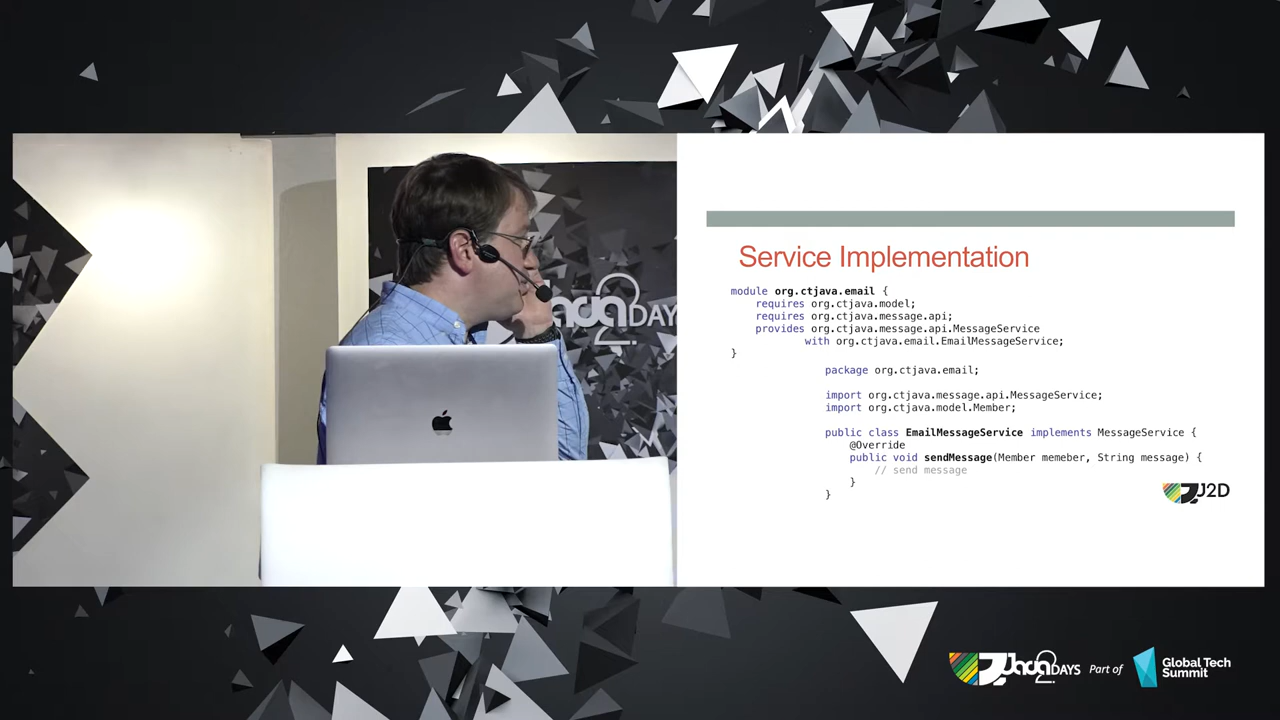 Java2DAYS
Service Implementation
module org.ctjava.email {
requires org.ctjava.model;
requires org.ctjava.message.api;
provides org.ctjava.message.api.MessageService
with org.ctjava.email.EmailMessageService;
}
package org.ctjava.email;
import org.ctjava.message.api.MessageService;
import org.ctjava.model.Member;
public class EmailMessageService implements MessageService {
@Override
public void sendMessage(Member memeber, String message) {
// send message
}
}
J2D
Java2DAYS Part of Global Tech
Summit